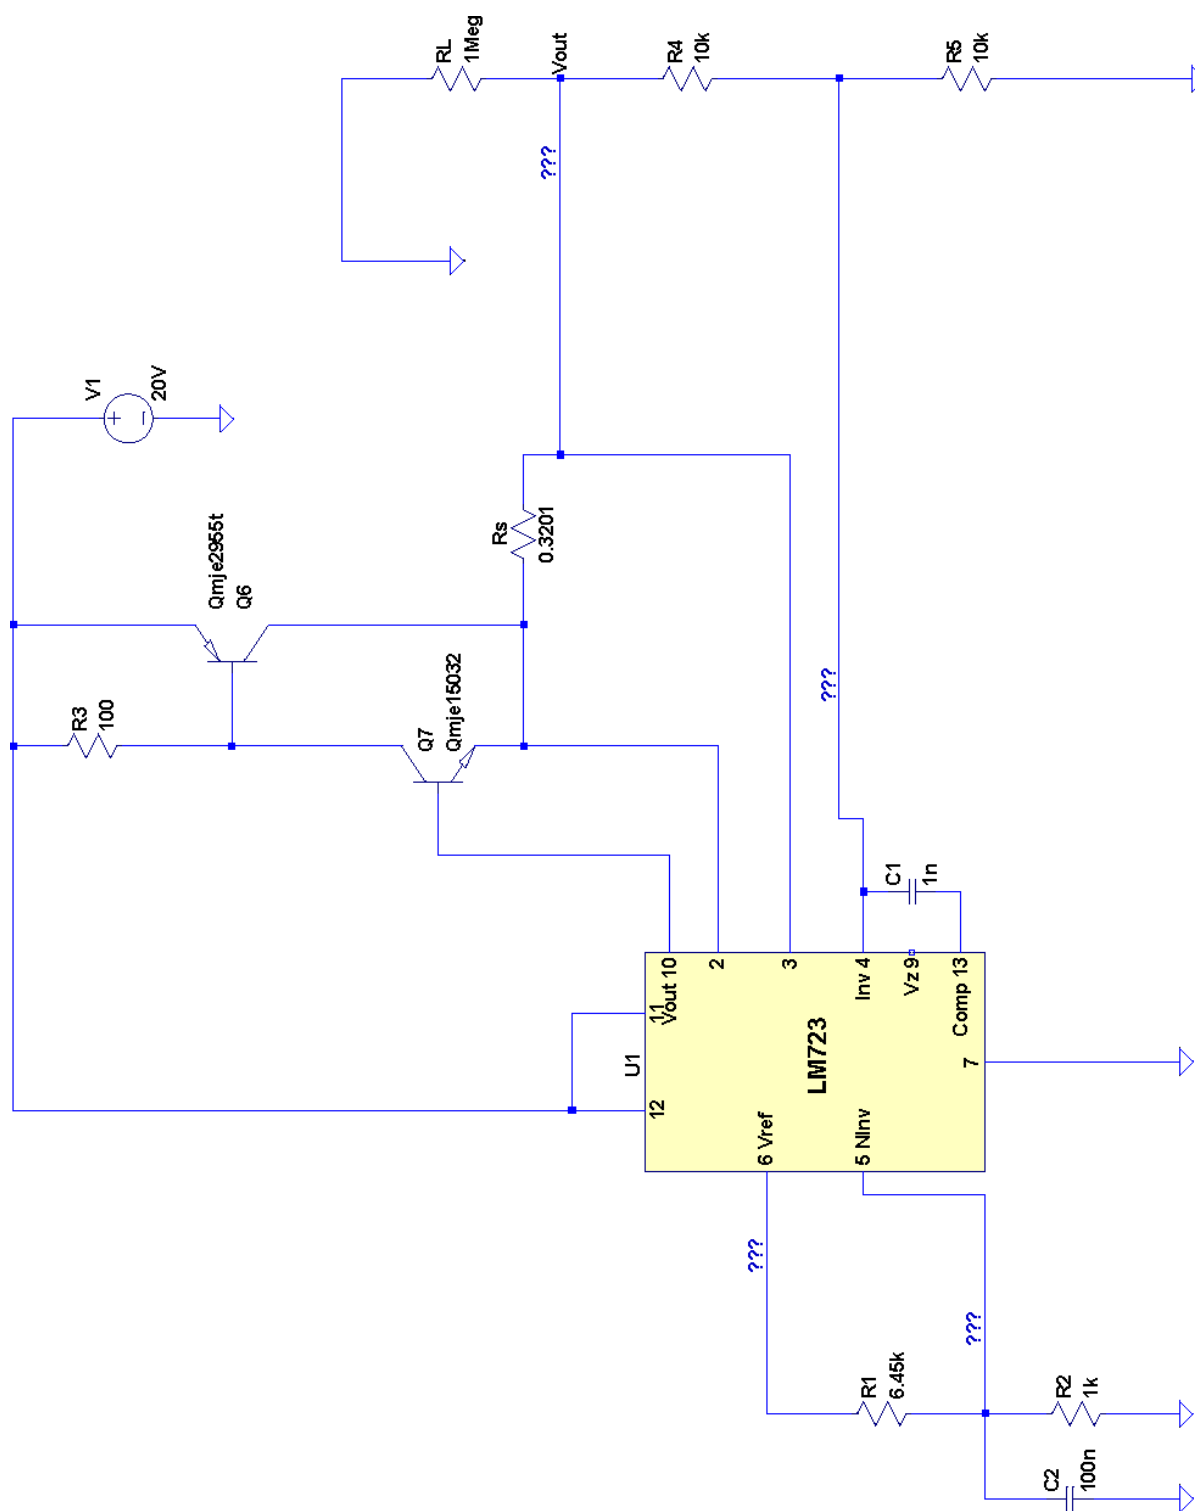 V1
20V
Qmje2955t
Q6
R3
100
Q7
Qmje15032
Rs
0.3201
RL
1Meg
Vout
???
R4
10k
R5
10k
???
U1
LM723
12
11
Vout 10
2
3
Inv 4
Vz 9
Comp 13
7
6 Vref
5 NInv
C1
1n
???
???
R1
6.45k
R2
1k
C2
100n